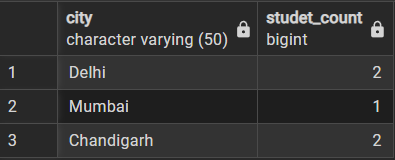 city studet_count
character varying (50) bigint
1 Delhi 2
2 Mumbai 1
3 Chandigarh 2